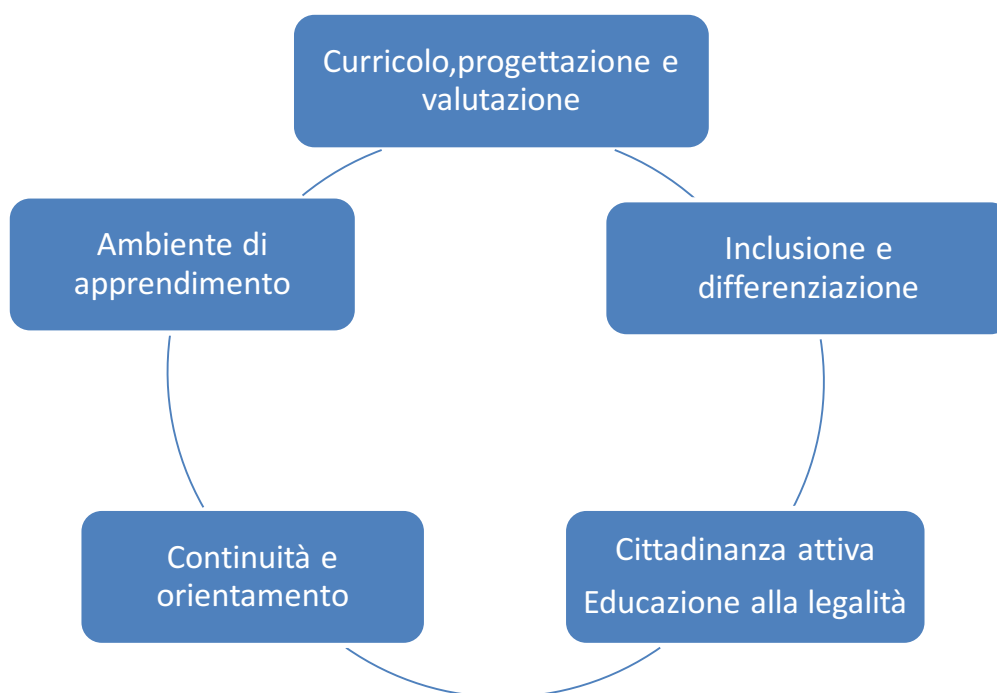 Curricolo,progettazione e
valutazione
Ambiente di
apprendimento
Inclusione e
differenziazione
Continuità e
orientamento
Cittadinanza attiva
Educazione alla legalità